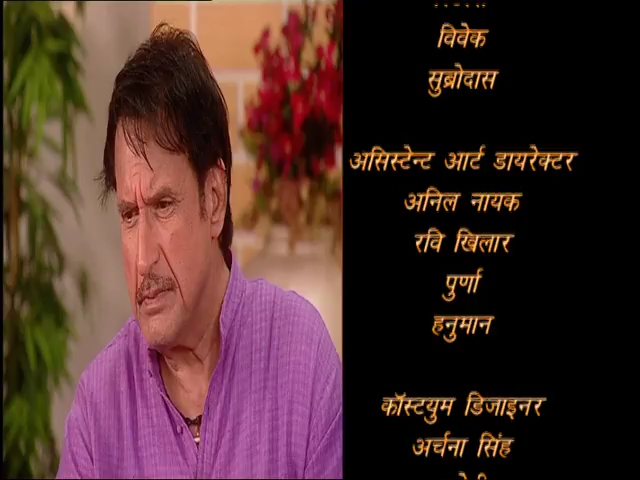 विवेक
सुब्रोदास
असिस्टेन्ट आर्ट डायरेक्टर
अनिल नायक
रवि खिलार
पुर्णा
हनुमान
कॉस्टयुम डिजाइनर
अर्चना सिंह